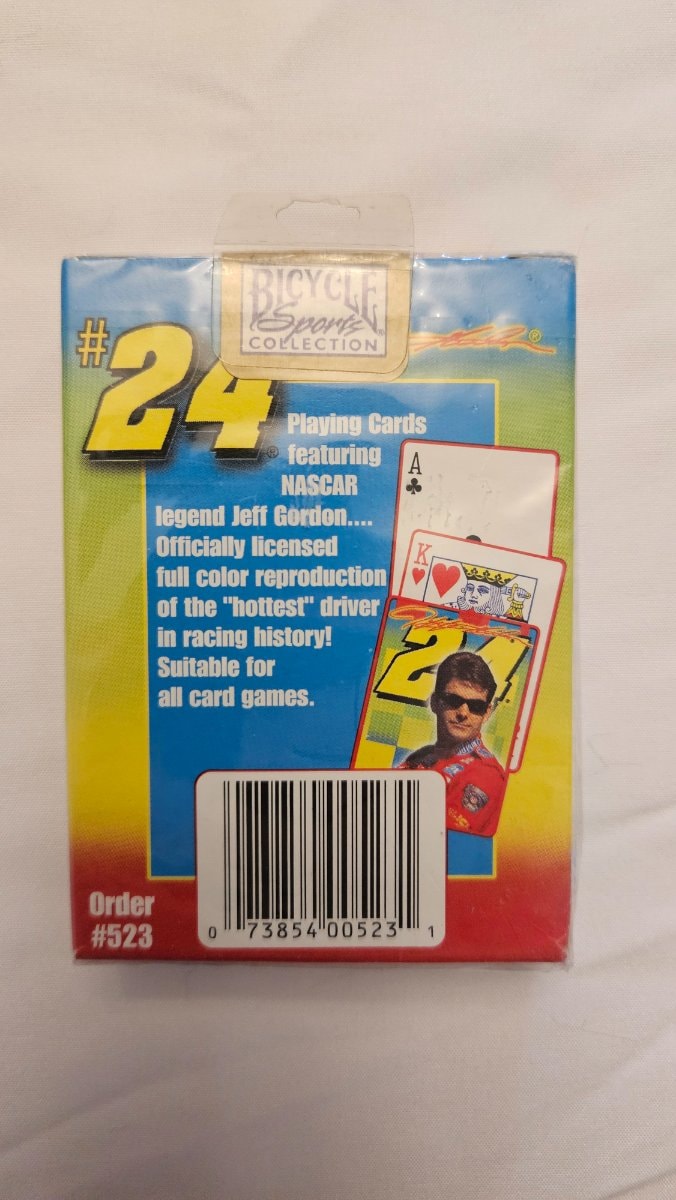 BICYCLE
Sports
COLLECTION
#24
Playing Cards
featuring
NASCAR
legend Jeff Gordon....
Officially licensed
full color reproduction
of the "hottest" driver
in racing history!
Suitable for
all card games.
A
K
24
Order
#523
0 73854 00523 1